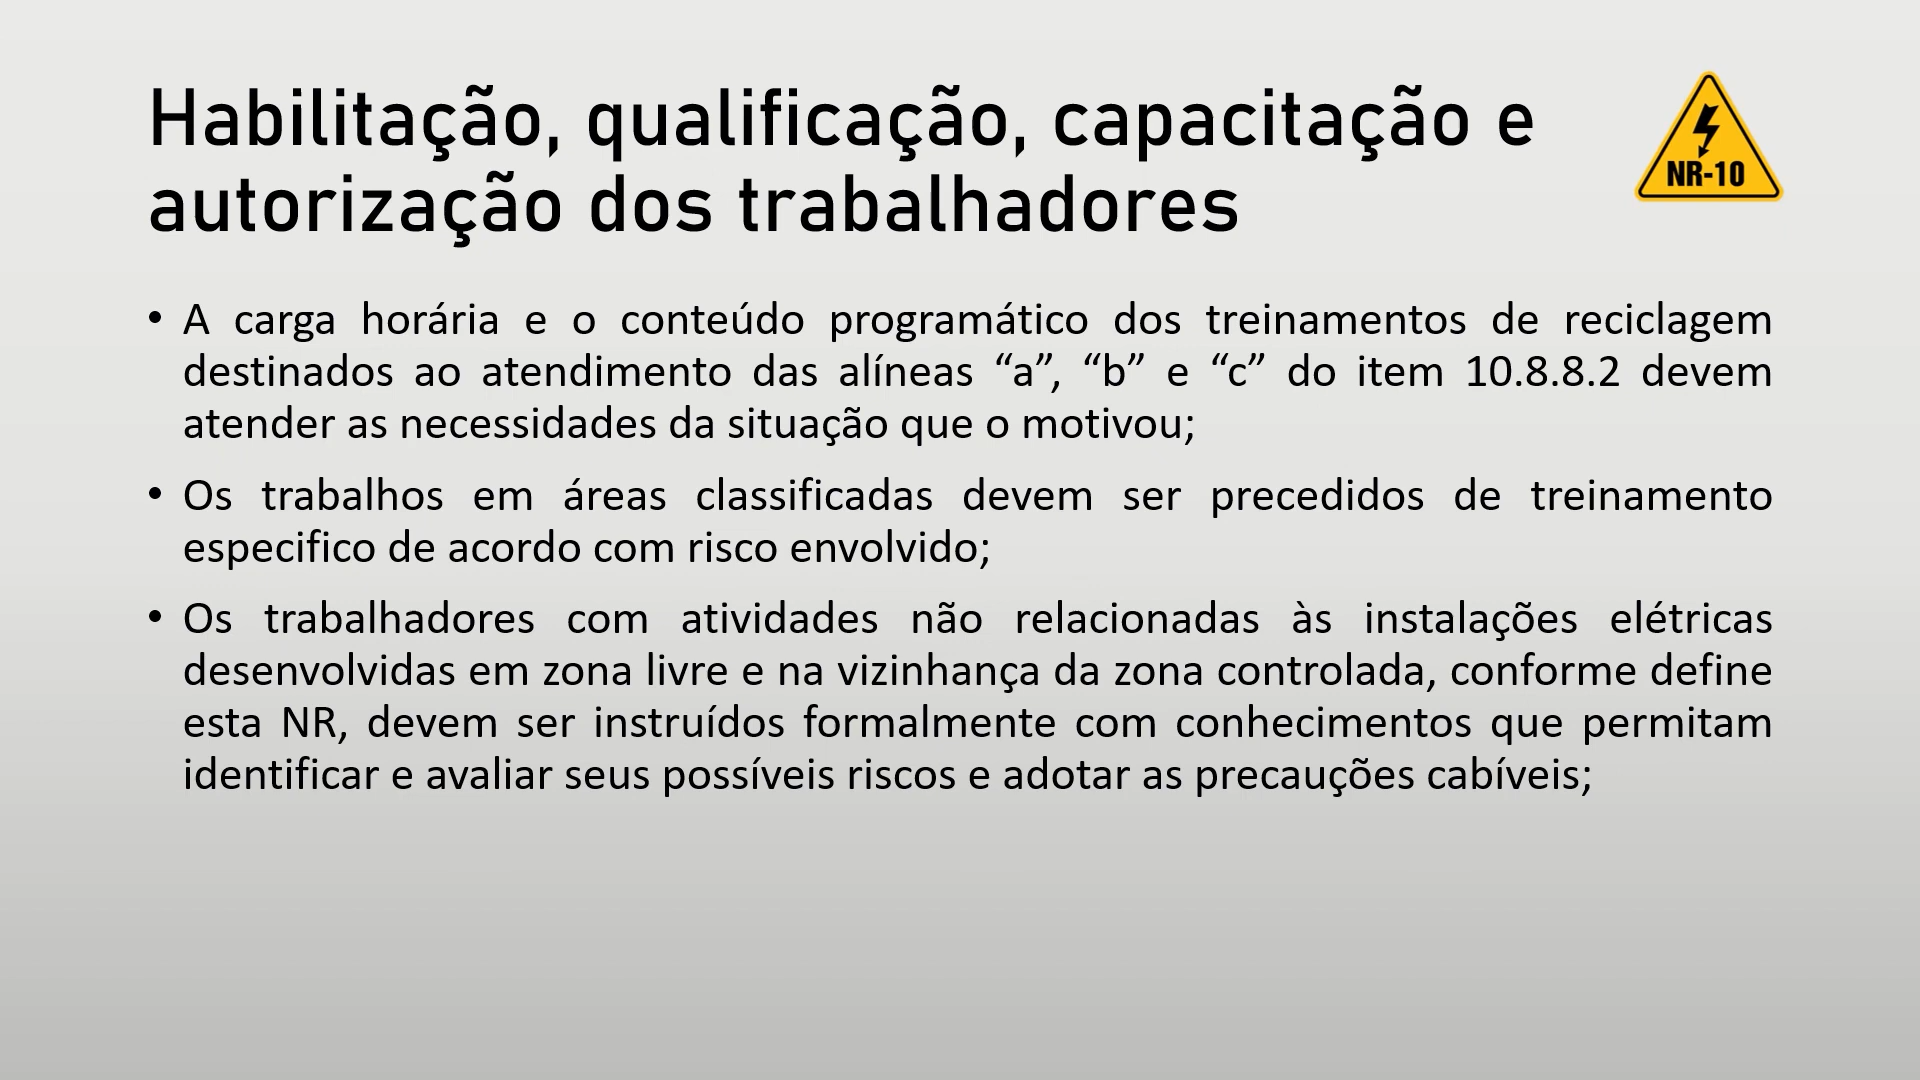 Habilitação, qualificação, capacitação e
autorização dos trabalhadores
NR-10
• A carga horária e o conteúdo programático dos treinamentos de reciclagem
destinados ao atendimento das alíneas “a”, “b” e “c” do item 10.8.8.2 devem
atender as necessidades da situação que o motivou;
• Os trabalhos em áreas classificadas devem ser precedidos de treinamento
especifico de acordo com risco envolvido;
• Os trabalhadores com atividades não relacionadas às instalações elétricas
desenvolvidas em zona livre e na vizinhança da zona controlada, conforme define
esta NR, devem ser instruídos formalmente com conhecimentos que permitam
identificar e avaliar seus possíveis riscos e adotar as precauções cabíveis;